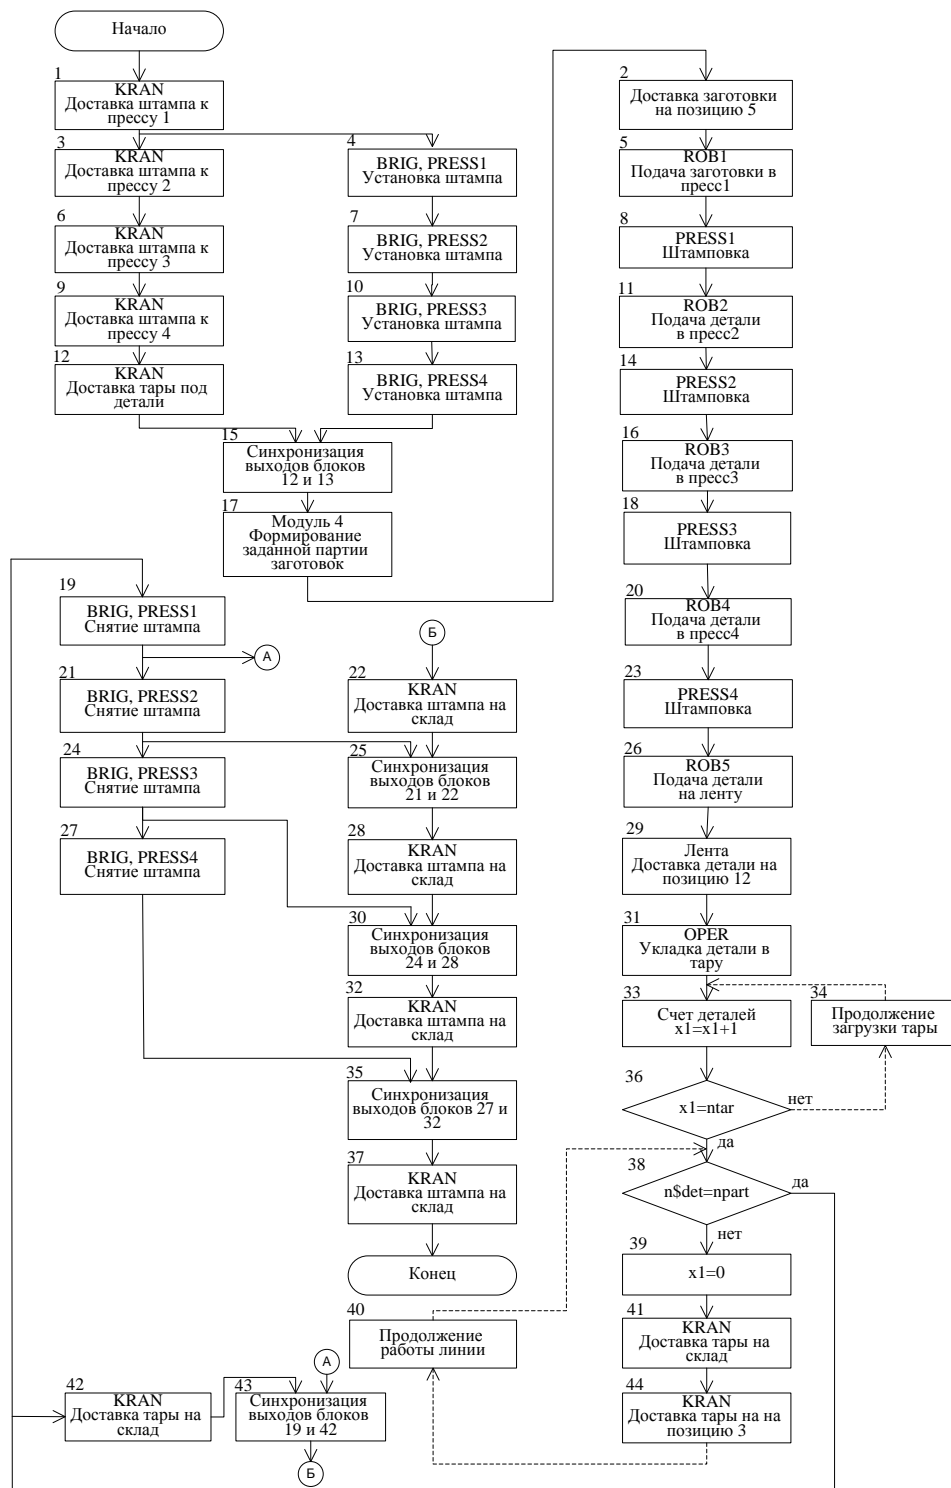 Начало
1
KRAN
Доставка штампа к
прессу 1
3
KRAN
Доставка штампа к
прессу 2
4
BRIG, PRESS1
Установка штампа
6
KRAN
Доставка штампа к
прессу 3
7
BRIG, PRESS2
Установка штампа
9
KRAN
Доставка штампа к
прессу 4
10
BRIG, PRESS3
Установка штампа
12
KRAN
Доставка тары под
детали
13
BRIG, PRESS4
Установка штампа
15
Синхронизация
выходов блоков
12 и 13
17
Модуль 4
Формирование
заданной партии
заготовок
2
Доставка заготовки
на позицию 5
5
ROB1
Подача заготовки в
пресс1
8
PRESS1
Штамповка
11
ROB2
Подача детали
в пресс2
14
PRESS2
Штамповка
16
ROB3
Подача детали
в пресс3
18
PRESS3
Штамповка
20
ROB4
Подача детали
в пресс4
23
PRESS4
Штамповка
26
ROB5
Подача детали
на ленту
29
Лента
Доставка детали на
позицию 12
31
OPER
Укладка детали в
тару
33
Счет деталей
x1=x1+1
34
Продолжение
загрузки тары
36
x1=ntar
нет
да
38
n$det=npart
да
нет
39
x1=0
41
KRAN
Доставка тары на
склад
44
KRAN
Доставка тары на на
позицию 3
40
Продолжение
работы линии
19
BRIG, PRESS1
Снятие штампа
А
21
BRIG, PRESS2
Снятие штампа
24
BRIG, PRESS3
Снятие штампа
27
BRIG, PRESS4
Снятие штампа
Б
22
KRAN
Доставка штампа на
склад
25
Синхронизация
выходов блоков
21 и 22
28
KRAN
Доставка штампа на
склад
30
Синхронизация
выходов блоков
24 и 28
32
KRAN
Доставка штампа на
склад
35
Синхронизация
выходов блоков 27 и
32
37
KRAN
Доставка штампа на
склад
Конец
42
KRAN
Доставка тары на
склад
А
43
Синхронизация
выходов блоков
19 и 42
Б